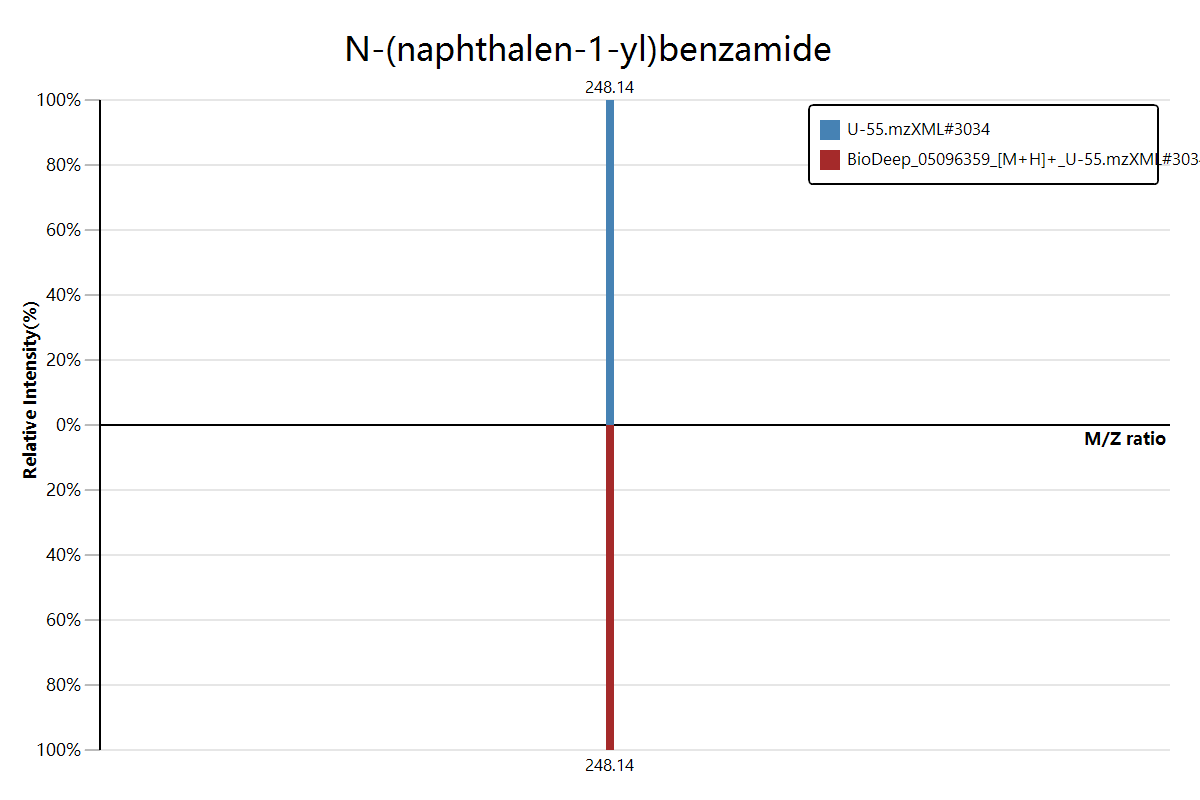 N-(naphthalen-1-yl)benzamide
248.14
100%
80%
60%
40%
20%
0%
20%
40%
60%
80%
100%
Relative Intensity(%)
U-55.mzXML#3034
BioDeep_05096359_[M+H]+_U-55.mzXML#303
M/Z ratio
248.14